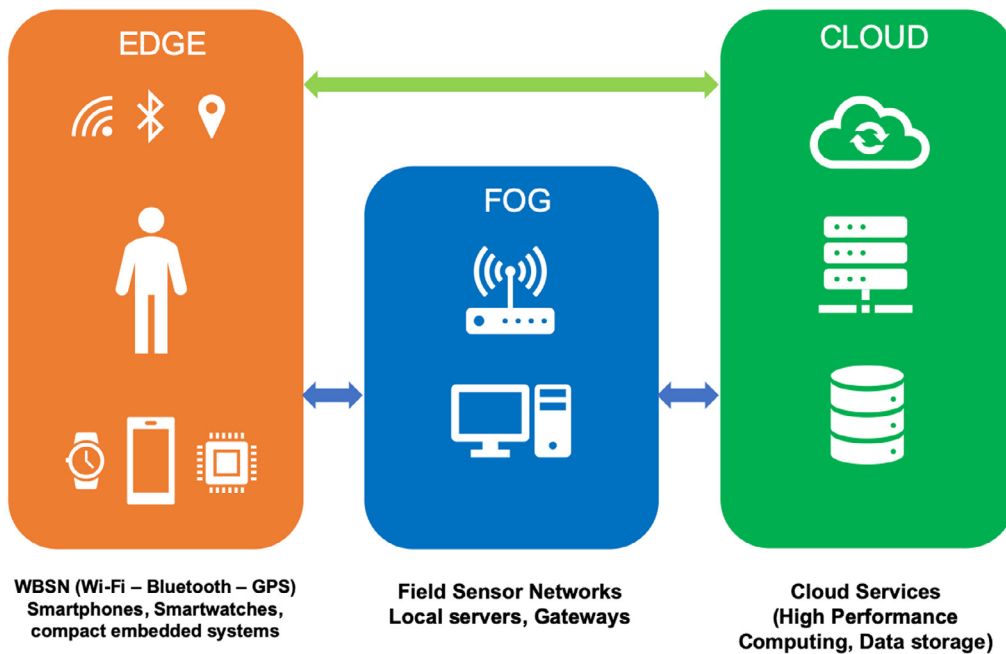 EDGE
CLOUD
FOG
WBSN (Wi-Fi – Bluetooth – GPS)
Smartphones, Smartwatches,
compact embedded systems
Field Sensor Networks
Local servers, Gateways
Cloud Services
(High Performance
Computing, Data storage)